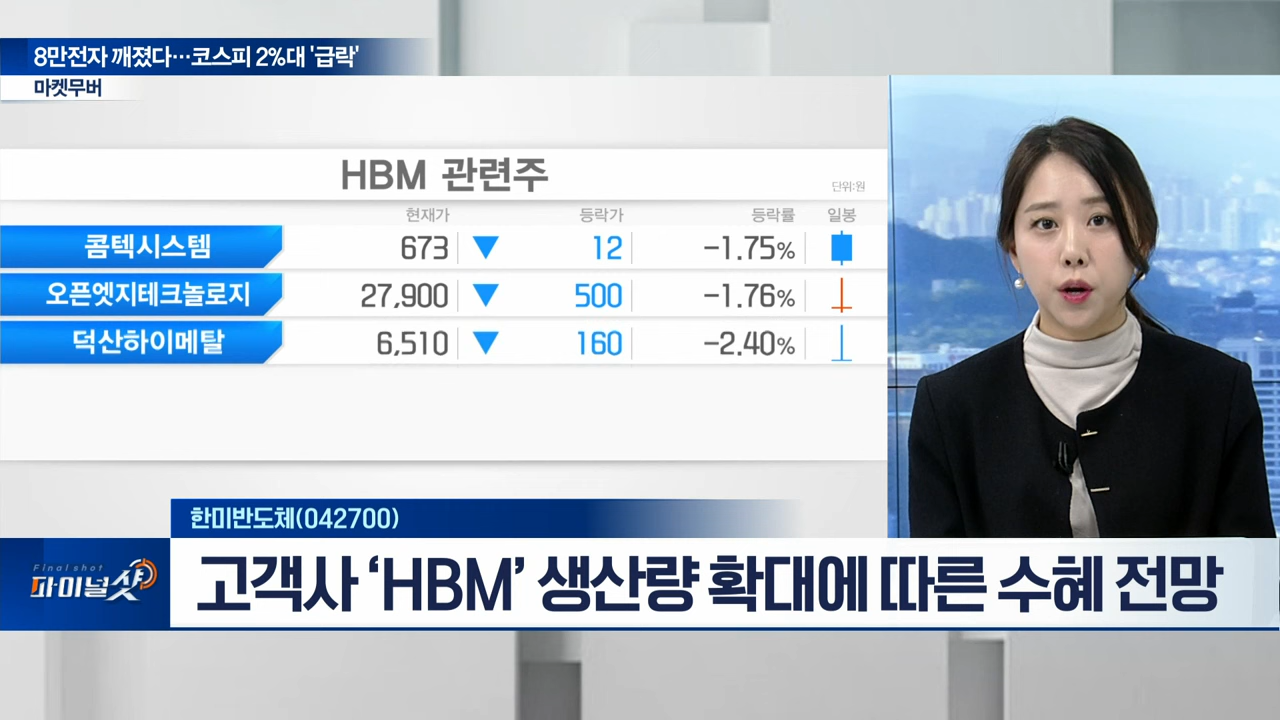 8만전자 깨졌다…코스피 2%대 '급락'
마켓무버
HBM 관련주
단위:원
현재가 등락가 등락률 일봉
콤텍시스템 673 ▼ 12 -1.75%
오픈엣지테크놀로지 27,900 ▼ 500 -1.76%
덕산하이메탈 6,510 ▼ 160 -2.40%
한미반도체(042700)
Final shot
파이널샷
고객사 ‘HBM’ 생산량 확대에 따른 수혜 전망